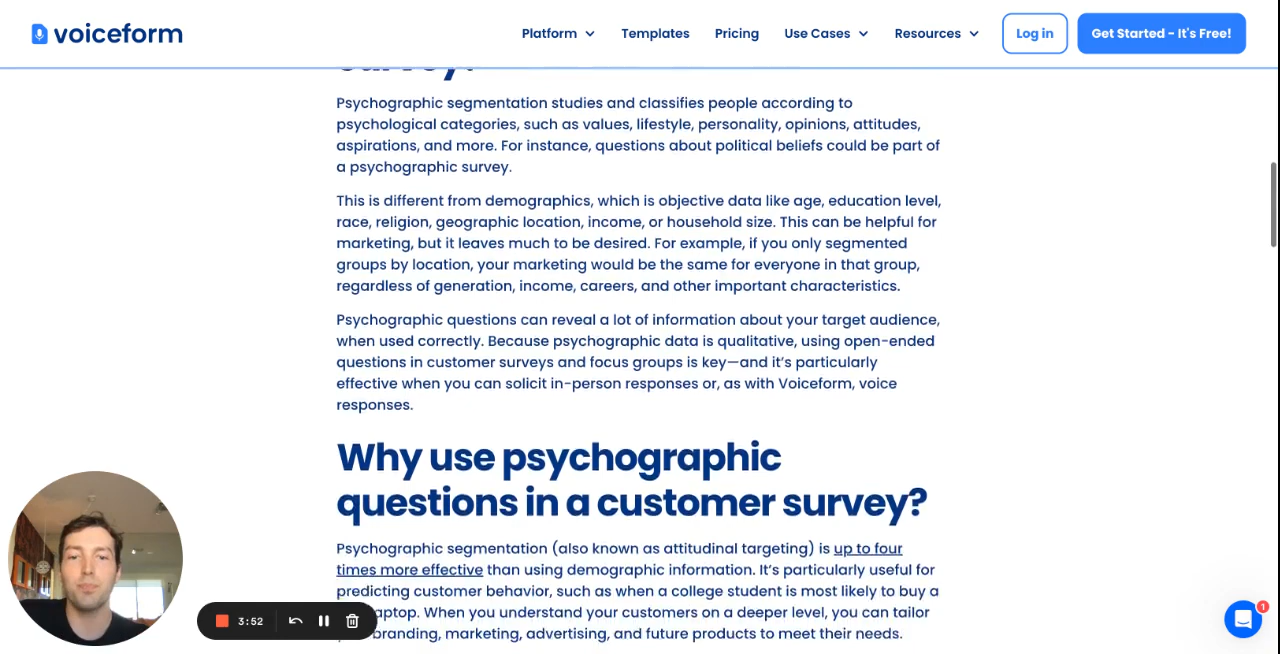 voiceform
Platform
Templates
Pricing
Use Cases
Resources
Log in
Get Started - It's Free!
survey?
Psychographic segmentation studies and classifies people according to
psychological categories, such as values, lifestyle, personality, opinions, attitudes,
aspirations, and more. For instance, questions about political beliefs could be part of
a psychographic survey.
This is different from demographics, which is objective data like age, education level,
race, religion, geographic location, income, or household size. This can be helpful for
marketing, but it leaves much to be desired. For example, if you only segmented
groups by location, your marketing would be the same for everyone in that group,
regardless of generation, income, careers, and other important characteristics.
Psychographic questions can reveal a lot of information about your target audience,
when used correctly. Because psychographic data is qualitative, using open-ended
questions in customer surveys and focus groups is key—and it's particularly
effective when you can solicit in-person responses or, as with Voiceform, voice
responses.
Why use psychographic
questions in a customer survey?
Psychographic segmentation (also known as attitudinal targeting) is up to four
times more effective than using demographic information. It's particularly useful for
predicting customer behavior, such as when a college student is most likely to buy a
aptop. When you understand your customers on a deeper level, you can tailor
branding, marketing, advertising, and future products to meet their needs.
3:52
1